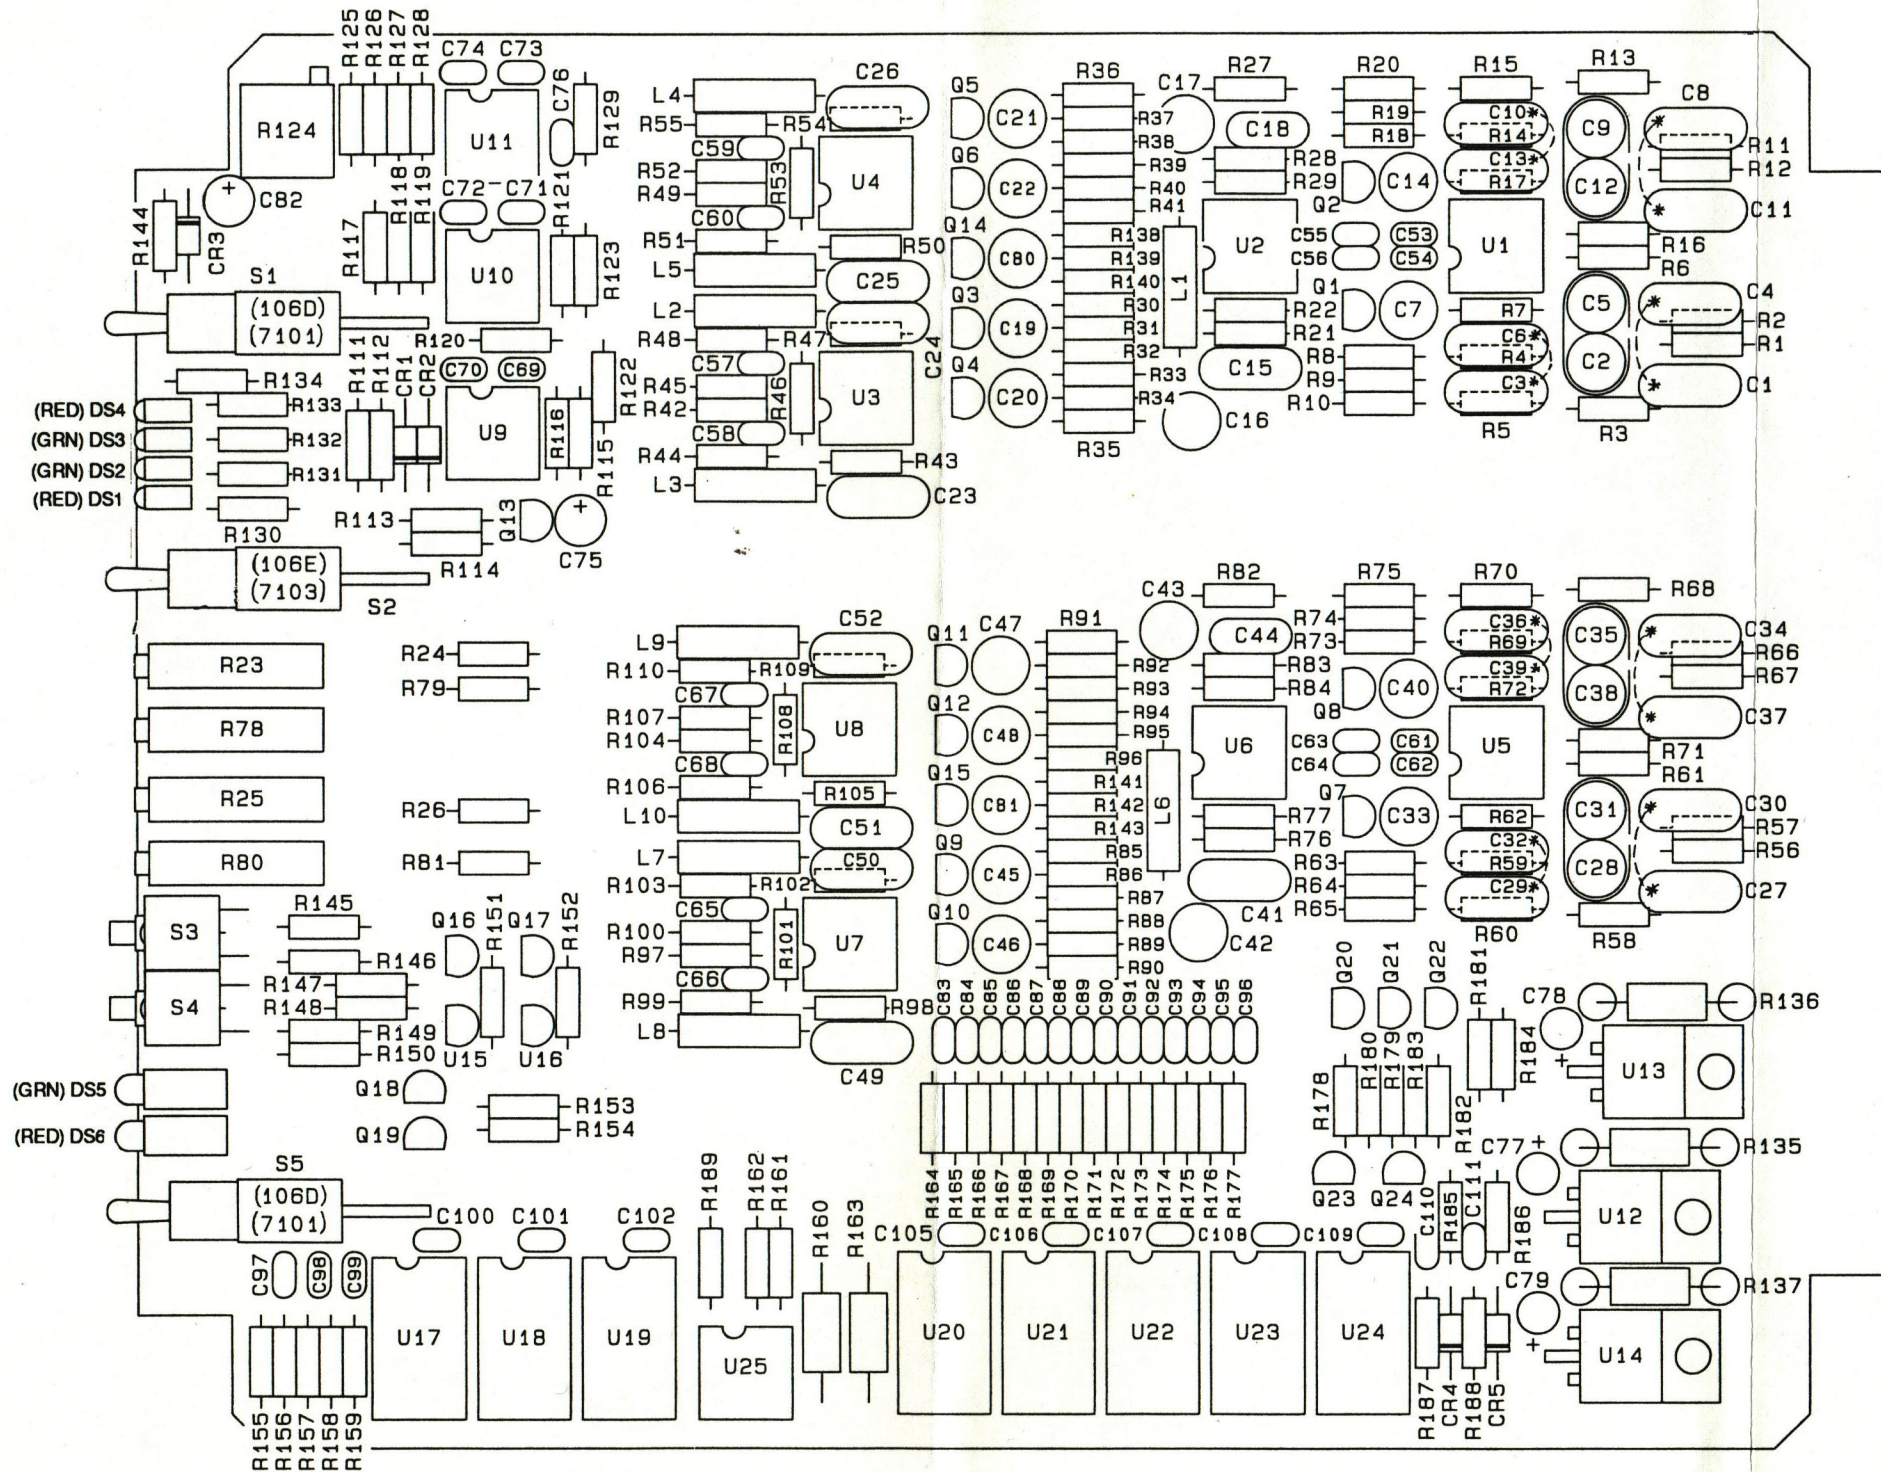 R125
R126
R127
R128
C74
C73
C76
R129
R124
U11
C82
R118
R119
C72
C71
R121
R144
CR3
R117
U10
R123
S1
(106D)
(7101)
R120
R111
R112
CR1
CR2
C70
C69
R122
R134
(RED) DS4
R133
(GRN) DS3
R132
(GRN) DS2
R131
(RED) DS1
R130
U9
R116
R115
R113
R114
Q13
+
C75
(106E)
(7103)
S2
L4
C26
R55
R54
C59
R52
R49
R53
U4
C60
R51
R50
L5
C25
L2
R48
R47
C24
C57
R45
R42
R46
U3
C58
R44
R43
L3
C23
Q5
C21
Q6
C22
Q14
C80
Q3
C19
Q4
C20
R36
R37
R38
R39
R40
R41
R138
R139
R140
R30
R31
R32
R33
R34
R35
L1
C17
R27
C18
R28
R29
U2
R22
R21
C15
C16
R20
R19
R18
Q2
C14
C55
C56
C53
C54
Q1
C7
R8
R9
R10
R15
C10*
R14
C13*
R17
U1
R7
C6*
R4
C3*
R5
R13
C9
C12
R16
R6
C5
C2
R3
C8
*
R11
R12
*
C11
C4
*
R2
R1
*
C1
R23
R24
R79
R78
R25
R26
R80
R81
S3
S4
R145
R146
R147
R148
R149
R150
Q16
R151
Q17
R152
U15
U16
(GRN) DS5
(RED) DS6
Q18
Q19
R153
R154
S5
(106D)
(7101)
L9
C52
R110
R109
C67
R107
R104
R108
U8
C68
R106
R105
L10
C51
L7
C50
R103
R102
C65
R100
R97
R101
U7
C66
R99
R98
L8
C49
Q11
C47
Q12
C48
Q15
C81
Q9
C45
Q10
C46
R91
R92
R93
R94
R95
R96
R141
R142
R143
R85
R86
R87
R88
R89
R90
L6
C43
R82
C44
R83
R84
U6
R77
R76
C41
C42
R75
R74
R73
Q8
C40
C63
C64
C61
C62
Q7
C33
R63
R64
R65
R70
C36*
R69
C39*
R72
U5
R62
C32*
R59
C29*
R60
R68
C35
C38
R71
R61
C31
C28
R58
C34
*
R66
R67
*
C37
C30
*
R57
R56
*
C27
C83
C84
C85
C86
C87
C88
C89
C90
C91
C92
C93
C94
C95
C96
R164
R165
R166
R167
R168
R169
R170
R171
R172
R173
R174
R175
R176
R177
Q20
Q21
Q22
R181
R184
C78
+
R136
U13
R178
R180
R179
R183
R182
Q23
Q24
C77
+
R135
U12
C110
R185
C111
R186
C79
+
R137
U14
R187
CR4
R188
CR5
C97
C98
C99
C100
C101
C102
R189
R162
R161
R160
R163
C105
C106
C107
C108
C109
U17
U18
U19
U25
U20
U21
U22
U23
U24
R155
R156
R157
R158
R159